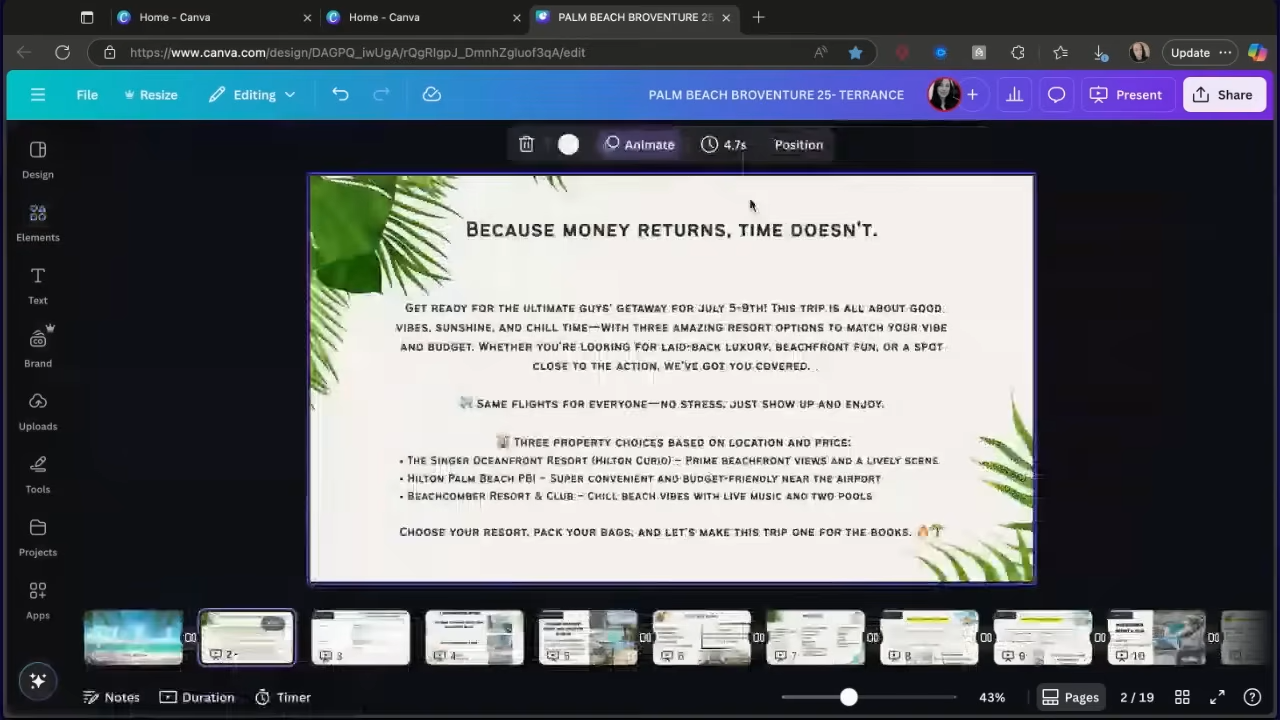 Home - Canva
Home - Canva
PALM BEACH BROVENTURE 25
https://www.canva.com/design/DAGPQ_iwUgA/rQgRlgpJ_DmnhZgluof3qA/edit
Update
File
Resize
Editing
PALM BEACH BROVENTURE 25- TERRANCE
Present
Share
Animate
4.7s
Position
Design
Elements
Text
Brand
Uploads
Tools
Projects
Apps
BECAUSE MONEY RETURNS, TIME DOESN'T.
GET READY FOR THE ULTIMATE GUYS' GETAWAY FOR JULY 5-9TH! THIS TRIP IS ALL ABOUT GOOD
VIBES, SUNSHINE, AND CHILL TIME—WITH THREE AMAZING RESORT OPTIONS TO MATCH YOUR VIBE
AND BUDGET. WHETHER YOU'RE LOOKING FOR LAID-BACK LUXURY, BEACHFRONT FUN, OR A SPOT
CLOSE TO THE ACTION, WE'VE GOT YOU COVERED.
SAME FLIGHTS FOR EVERYONE—NO STRESS, JUST SHOW UP AND ENJOY.
THREE PROPERTY CHOICES BASED ON LOCATION AND PRICE:
• THE SINGER OCEANFRONT RESORT (HILTON CURIO) – PRIME BEACHFRONT VIEWS AND A LIVELY SCENE
• HILTON PALM BEACH PBI – SUPER CONVENIENT AND BUDGET-FRIENDLY NEAR THE AIRPORT
• BEACHCOMBER RESORT & CLUB – CHILL BEACH VIBES WITH LIVE MUSIC AND TWO POOLS
CHOOSE YOUR RESORT, PACK YOUR BAGS, AND LET'S MAKE THIS TRIP ONE FOR THE BOOKS. 🔥🌴
2
3
4
5
6
7
8
9
10
Notes
Duration
Timer
43%
Pages
2 / 19